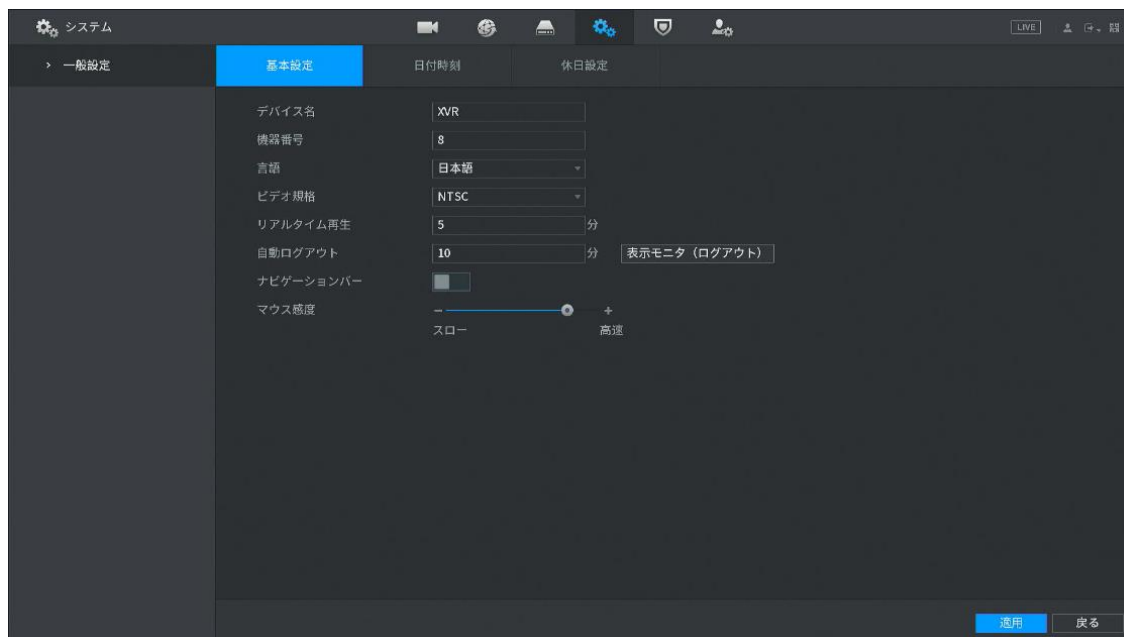 システム
LIVE
> 一般設定
基本設定 日付時刻 休日設定
デバイス名 XVR
機器番号 8
言語 日本語
ビデオ規格 NTSC
リアルタイム再生 5 分
自動ログアウト 10 分 表示モニタ（ログアウト）
ナビゲーションバー
マウス感度 - +
スロー 高速
適用 戻る